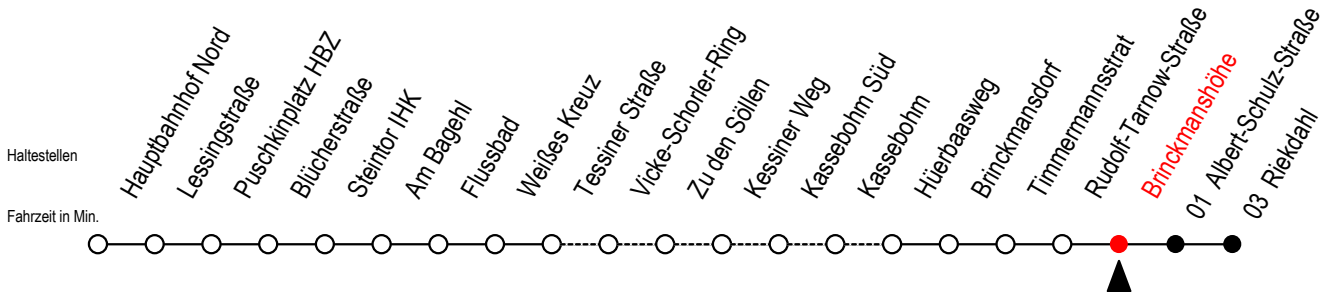 Hauptbahnhof Nord
Lessingstraße
Puschkinplatz HBZ
Blücherstraße
Steintor IHK
Am Bagehl
Flussbad
Weißes Kreuz
Tessiner Straße
Vicke-Schorler-Ring
Zu den Söllen
Kessiner Weg
Kassebohm Süd
Kassebohm
Hüerbaasweg
Brinckmansdorf
Timmermannsstrat
Rudolf-Tarnow-Straße
Brinckmanshöhe
01 Albert-Schulz-Straße
03 Riekdahl
Haltestellen
Fahrzeit in Min.